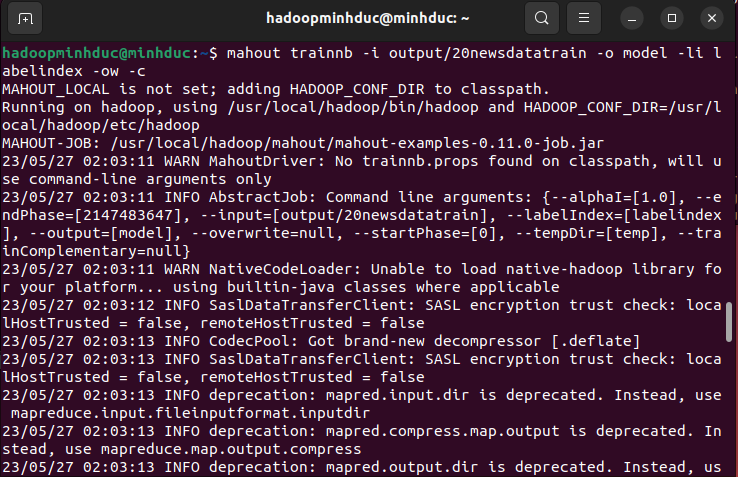 hadoopminhduc@minhduc: ~
hadoopminhduc@minhduc:~$ mahout trainnb -i output/20newsdatatrain -o model -li l
abelindex -ow -c
MAHOUT_LOCAL is not set; adding HADOOP_CONF_DIR to classpath.
Running on hadoop, using /usr/local/hadoop/bin/hadoop and HADOOP_CONF_DIR=/usr/l
ocal/hadoop/etc/hadoop
MAHOUT-JOB: /usr/local/hadoop/mahout/mahout-examples-0.11.0-job.jar
23/05/27 02:03:11 WARN MahoutDriver: No trainnb.props found on classpath, will u
se command-line arguments only
23/05/27 02:03:11 INFO AbstractJob: Command line arguments: {--alphaI=[1.0], --e
ndPhase=[2147483647], --input=[output/20newsdatatrain], --labelIndex=[labelindex
], --output=[model], --overwrite=null, --startPhase=[0], --tempDir=[temp], --tra
inComplementary=null}
23/05/27 02:03:11 WARN NativeCodeLoader: Unable to load native-hadoop library fo
r your platform... using builtin-java classes where applicable
23/05/27 02:03:12 INFO SaslDataTransferClient: SASL encryption trust check: loca
lHostTrusted = false, remoteHostTrusted = false
23/05/27 02:03:13 INFO CodecPool: Got brand-new decompressor [.deflate]
23/05/27 02:03:13 INFO SaslDataTransferClient: SASL encryption trust check: loca
lHostTrusted = false, remoteHostTrusted = false
23/05/27 02:03:13 INFO deprecation: mapred.input.dir is deprecated. Instead, use
 mapreduce.input.fileinputformat.inputdir
23/05/27 02:03:13 INFO deprecation: mapred.compress.map.output is deprecated. In
stead, use mapreduce.map.output.compress
23/05/27 02:03:13 INFO deprecation: mapred.output.dir is deprecated. Instead, us